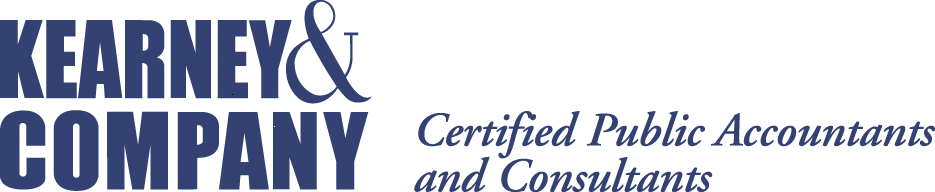 KEARNEY&
COMPANY
Certified Public Accountants
and Consultants